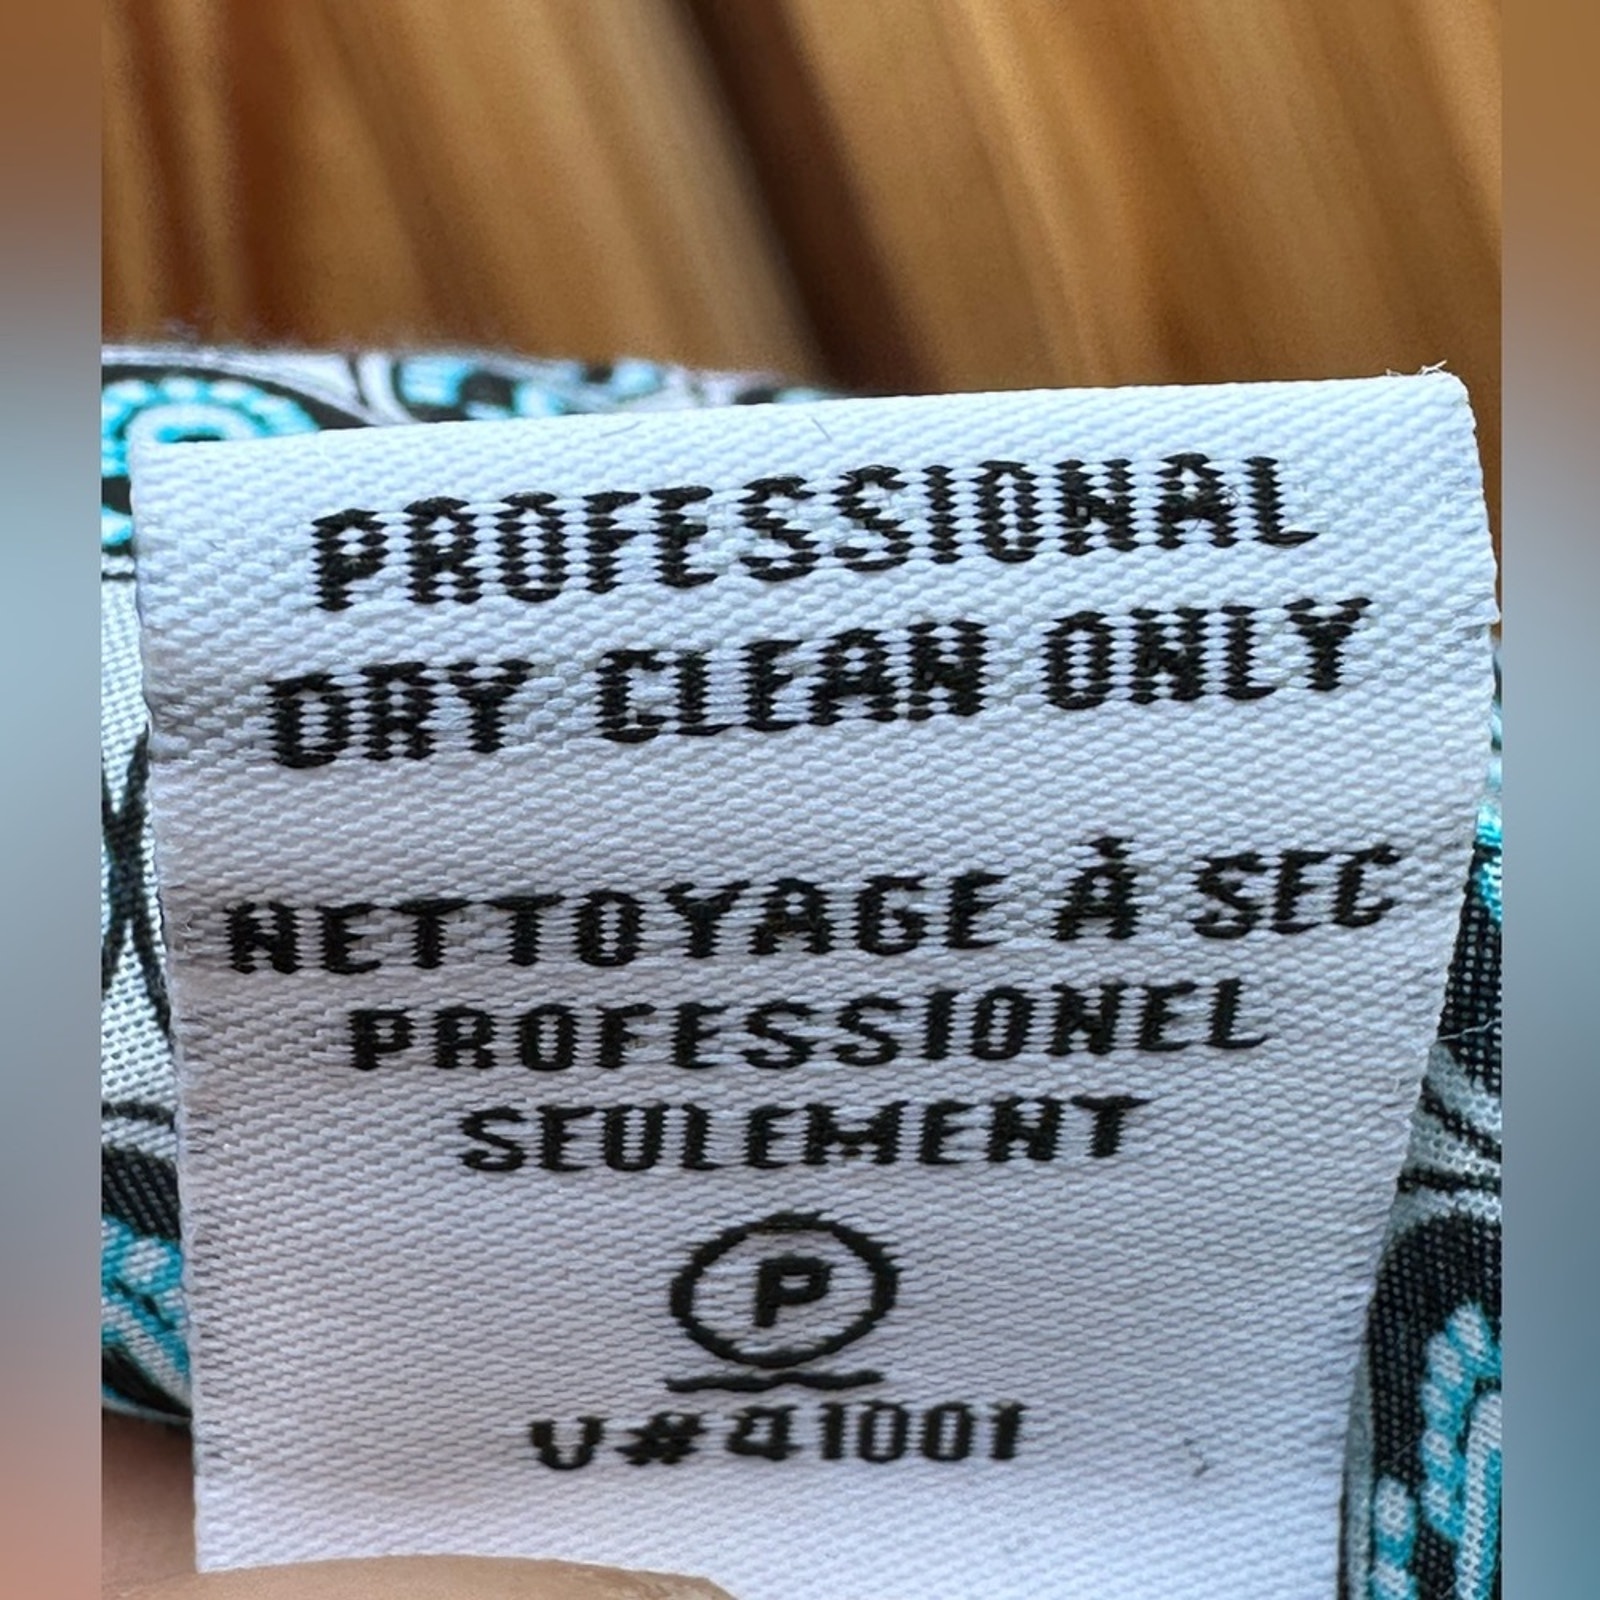 PROFESSIONAL
DRY CLEAN ONLY
NETTOYAGE À SEC
PROFESSIONEL
SEULEMENT
P
V#41001